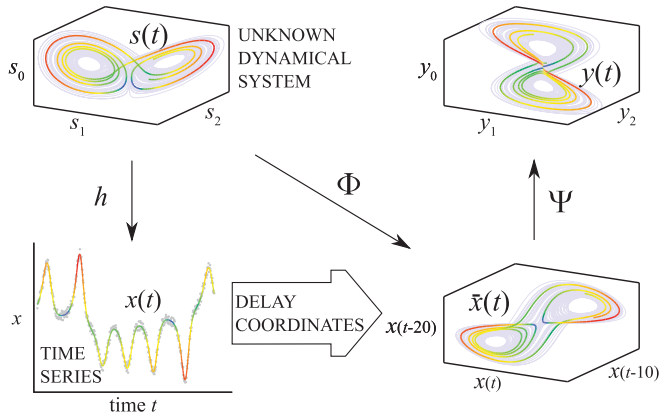 s(t)
UNKNOWN
DYNAMICAL
SYSTEM
s₀
s₁
s₂
y₀
y(t)
y₁
y₂
h
Φ
Ψ
x(t)
x
TIME
SERIES
time t
DELAY
COORDINATES
x(t-20)
x̄(t)
x(t)
x(t-10)